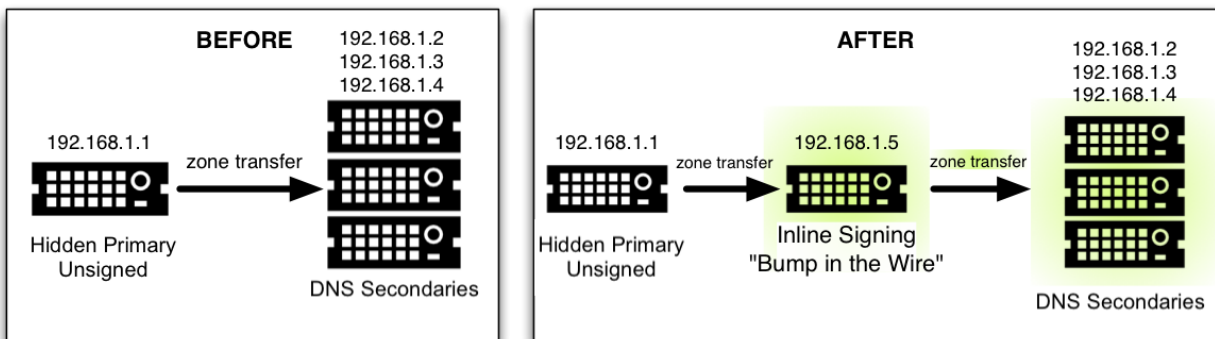 BEFORE
192.168.1.2
192.168.1.3
192.168.1.4
192.168.1.1
zone transfer
Hidden Primary
Unsigned
DNS Secondaries
AFTER
192.168.1.2
192.168.1.3
192.168.1.4
192.168.1.1
zone transfer
192.168.1.5
zone transfer
Hidden Primary
Unsigned
Inline Signing
"Bump in the Wire"
DNS Secondaries